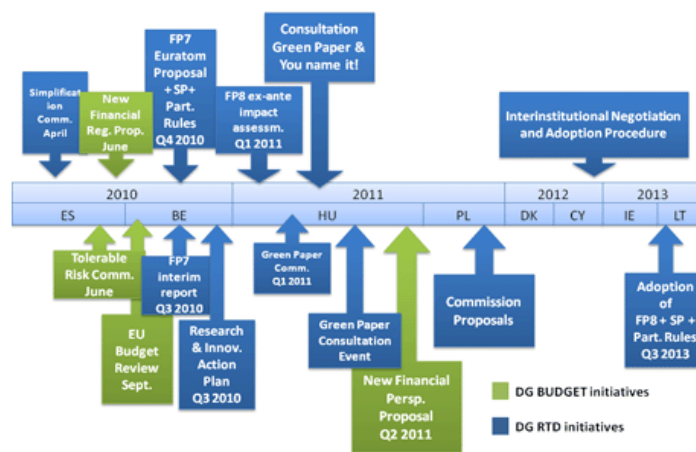 Simplificat
ion Comm.
April
New
Financial
Reg. Prop.
June
FP7
Euratom
Proposal
+ SP+
Part.
Rules
Q4 2010
FP8 ex-ante
impact
assessm.
Q1 2011
Consultation
Green Paper &
You name it!
Interinstitutional Negotiation
and Adoption Procedure
2010 2011 2012 2013
ES BE HU PL DK CY IE LT
Tolerable
Risk Comm.
June
EU
Budget
Review
Sept.
FP7
interim
report
Q3 2010
Research
& Innov.
Action
Plan
Q3 2010
Green Paper
Comm.
Q1 2011
Green Paper
Consultation
Event
New Financial
Persp.
Proposal
Q2 2011
Commission
Proposals
Adoption
of
FP8 + SP +
Part. Rules
Q3 2013
DG BUDGET initiatives
DG RTD initiatives